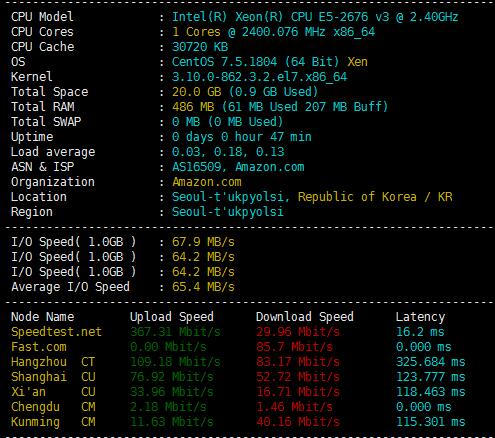 CPU Model : Intel(R) Xeon(R) CPU E5-2676 v3 @ 2.40GHz
CPU Cores : 1 Cores @ 2400.076 MHz x86_64
CPU Cache : 30720 KB
OS : CentOS 7.5.1804 (64 Bit) Xen
Kernel : 3.10.0-862.3.2.el7.x86_64
Total Space : 20.0 GB (0.9 GB Used)
Total RAM : 486 MB (61 MB Used 207 MB Buff)
Total SWAP : 0 MB (0 MB Used)
Uptime : 0 days 0 hour 47 min
Load average : 0.03, 0.18, 0.13
ASN & ISP : AS16509, Amazon.com
Organization : Amazon.com
Location : Seoul-t'ukpyolsi, Republic of Korea / KR
Region : Seoul-t'ukpyolsi
I/O Speed( 1.0GB ) : 67.9 MB/s
I/O Speed( 1.0GB ) : 64.2 MB/s
I/O Speed( 1.0GB ) : 64.2 MB/s
Average I/O Speed : 65.4 MB/s
Node Name Upload Speed Download Speed Latency
Speedtest.net 367.31 Mbit/s 29.96 Mbit/s 16.2 ms
Fast.com 0.00 Mbit/s 85.7 Mbit/s 0.000 ms
Hangzhou CT 109.18 Mbit/s 83.17 Mbit/s 325.684 ms
Shanghai CU 76.92 Mbit/s 52.72 Mbit/s 123.777 ms
Xi'an CU 33.96 Mbit/s 16.71 Mbit/s 118.463 ms
Chengdu CM 2.18 Mbit/s 1.46 Mbit/s 0.000 ms
Kunming CM 11.63 Mbit/s 40.16 Mbit/s 115.301 ms